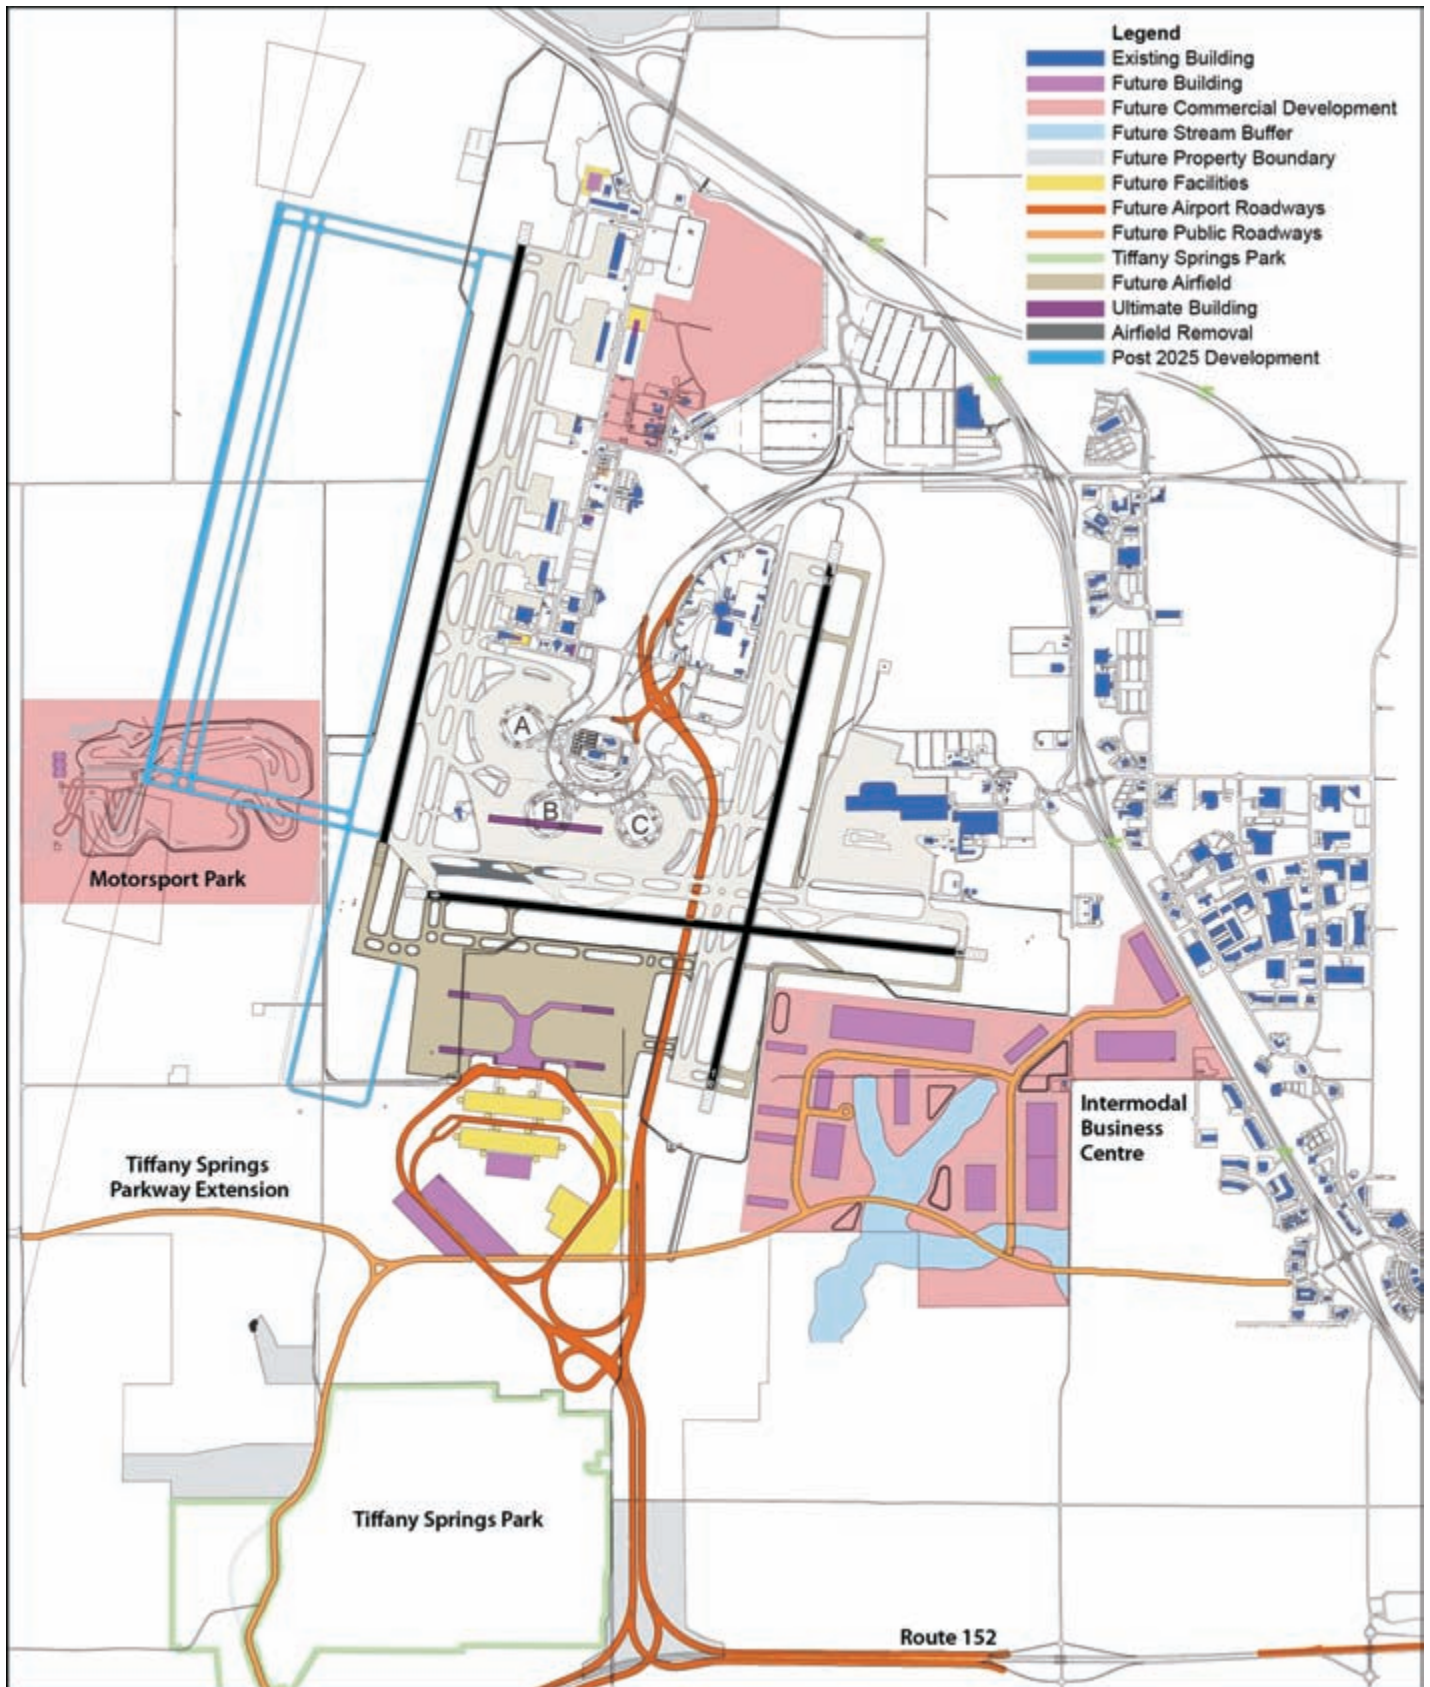 Legend
Existing Building
Future Building
Future Commercial Development
Future Stream Buffer
Future Property Boundary
Future Facilities
Future Airport Roadways
Future Public Roadways
Tiffany Springs Park
Future Airfield
Ultimate Building
Airfield Removal
Post 2025 Development
A
B
C
Motorsport Park
Intermodal
Business
Centre
Tiffany Springs
Parkway Extension
Tiffany Springs Park
Route 152